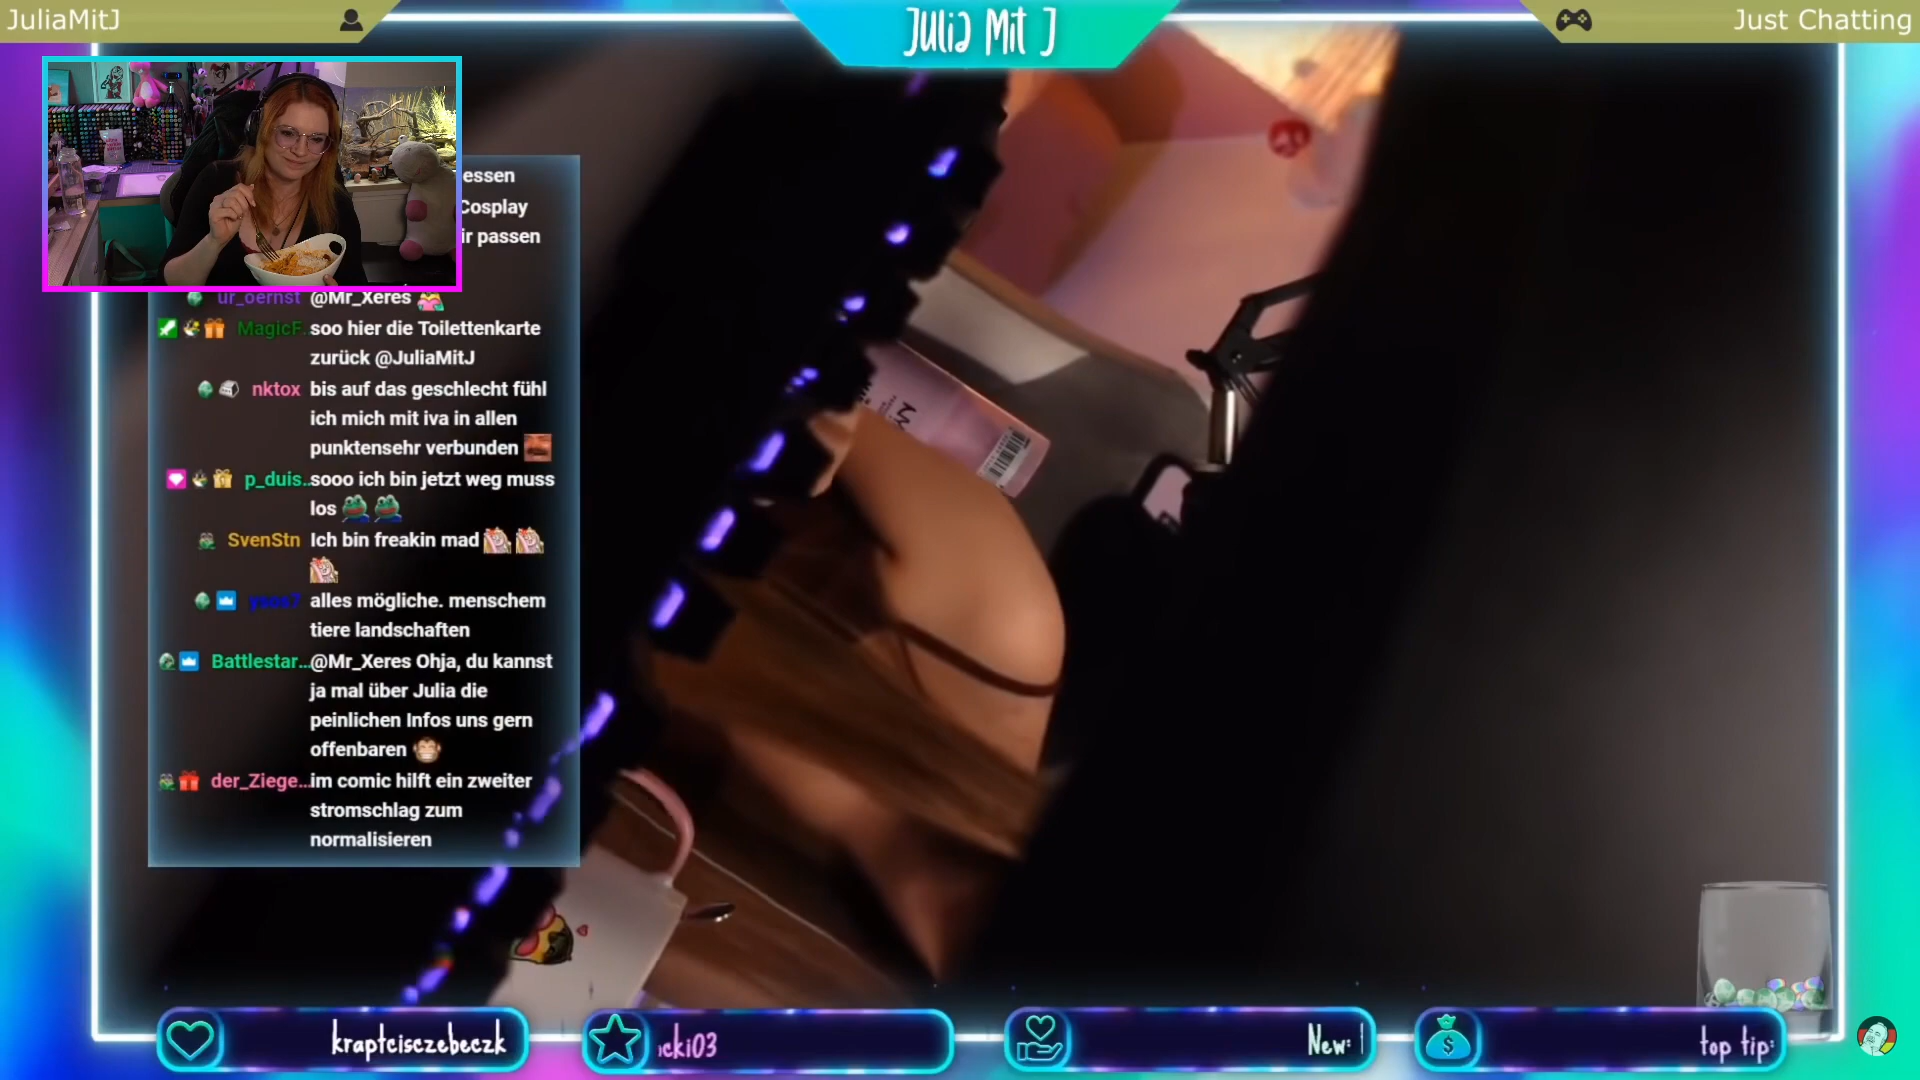 JuliaMitJ
Julia Mit J
Just Chatting
essen
Cosplay
ir passen
ur_oernst @Mr_Xeres
MagicF. soo hier die Toilettenkarte
zurück @JuliaMitJ
nktox bis auf das geschlecht fühl
ich mich mit iva in allen
punktensehr verbunden
p_duis.. sooo ich bin jetzt weg muss
los
SvenStn Ich bin freakin mad
alles mögliche. menschem
tiere landschaften
Battlestar... @Mr_Xeres Ohja, du kannst
ja mal über Julia die
peinlichen Infos uns gern
offenbaren
der_Ziege... im comic hilft ein zweiter
stromschlag zum
normalisieren
kraptcisczebeczk
cki03
New:
top tip: